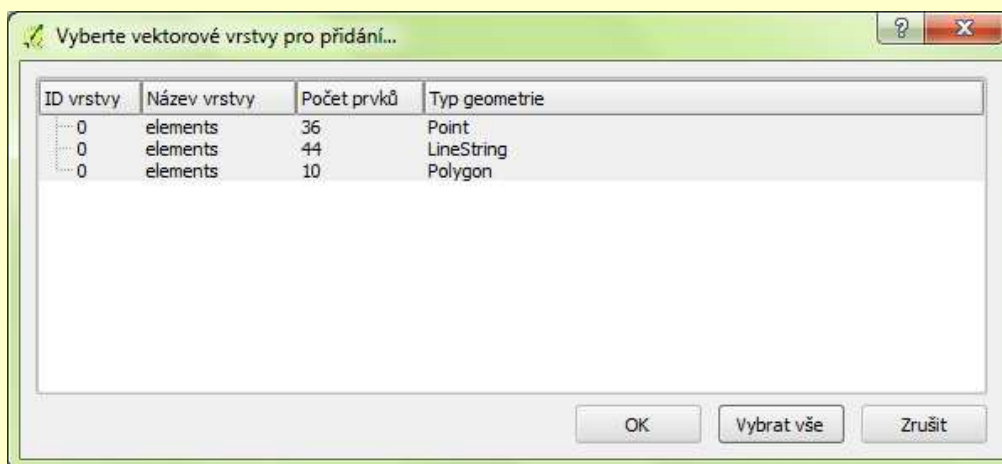 Vyberte vektorové vrstvy pro přidání...
ID vrstvy Název vrstvy Počet prvků Typ geometrie
0 elements 36 Point
0 elements 44 LineString
0 elements 10 Polygon
OK Vybrat vše Zrušit